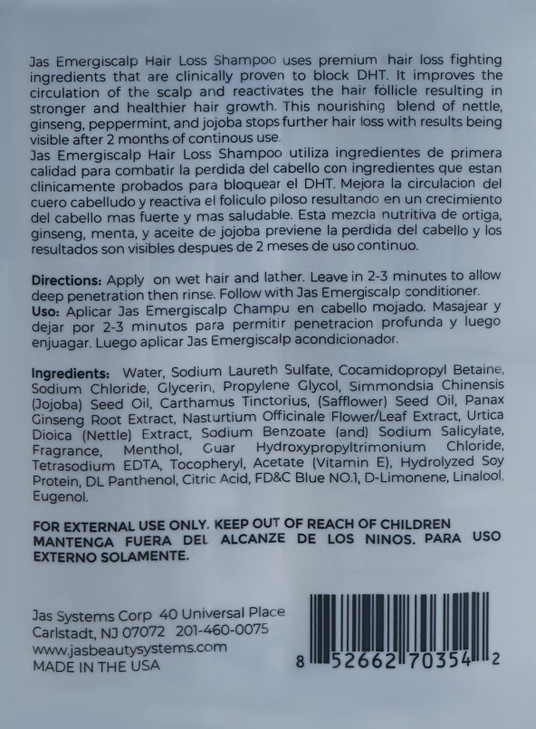 Jas Emergiscalp Hair Loss Shampoo uses premium hair loss fighting
ingredients that are clinically proven to block DHT. It improves the
circulation of the scalp and reactivates the hair follicle resulting in
stronger and healthier hair growth. This nourishing blend of nettle,
ginseng, peppermint, and jojoba stops further hair loss with results being
visible after 2 months of continous use.
Jas Emergiscalp Hair Loss Shampoo utiliza ingredientes de primera
calidad para combatir la perdida del cabello con ingredientes que estan
clinicamente probados para bloquear el DHT. Mejora la circulacion del
cuero cabelludo y reactiva el foliculo piloso resultando en un crecimiento
del cabello mas fuerte y mas saludable. Esta mezcla nutritiva de ortiga,
ginseng, menta, y aceite de jojoba previene la perdida del cabello y los
resultados son visibles despues de 2 meses de uso continuo.
Directions: Apply on wet hair and lather. Leave in 2-3 minutes to allow
deep penetration then rinse. Follow with Jas Emergiscalp conditioner.
Uso: Aplicar Jas Emergiscalp Champu en cabello mojado. Masajear y
dejar por 2-3 minutos para permitir penetracion profunda y luego
enjuagar. Luego aplicar Jas Emergiscalp acondicionador.
Ingredients: Water, Sodium Laureth Sulfate, Cocamidopropyl Betaine,
Sodium Chloride, Glycerin, Propylene Glycol, Simmondsia Chinensis
(Jojoba) Seed Oil, Carthamus Tinctorius, (Safflower) Seed Oil, Panax
Ginseng Root Extract, Nasturtium Officinale Flower/Leaf Extract, Urtica
Dioica (Nettle) Extract, Sodium Benzoate (and) Sodium Salicylate,
Fragrance, Menthol, Guar Hydroxypropyltrimonium Chloride,
Tetrasodium EDTA, Tocopheryl, Acetate (Vitamin E), Hydrolyzed Soy
Protein, DL Panthenol, Citric Acid, FD&C Blue NO.1, D-Limonene, Linalool,
Eugenol.
FOR EXTERNAL USE ONLY. KEEP OUT OF REACH OF CHILDREN
MANTENGA FUERA DEL ALCANZE DE LOS NINOS. PARA USO
EXTERNO SOLAMENTE.
Jas Systems Corp 40 Universal Place
Carlstadt, NJ 07072 201-460-0075
www.jasbeautysystems.com
MADE IN THE USA
8 52662 70354 2